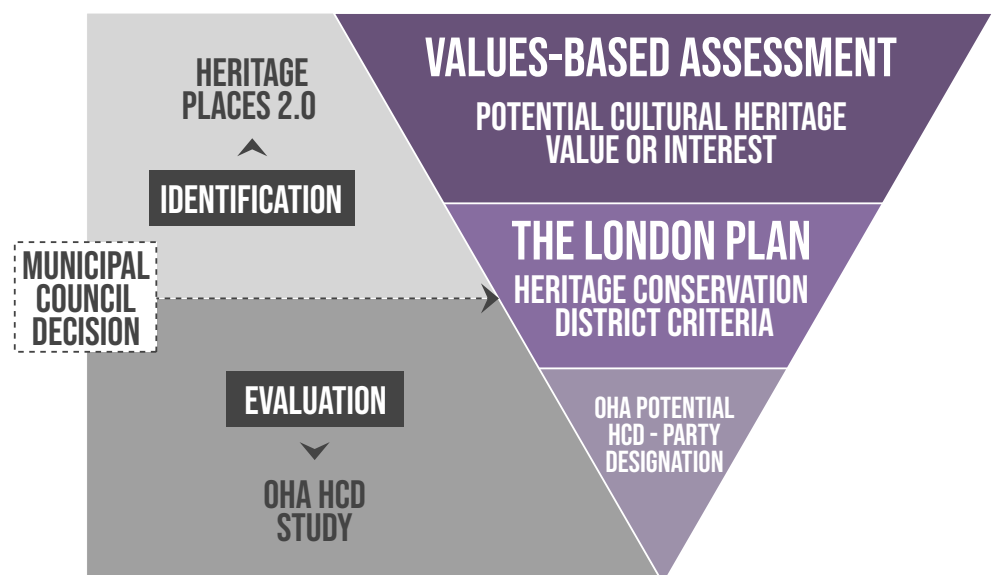 HERITAGE
PLACES 2.0
IDENTIFICATION
MUNICIPAL
COUNCIL
DECISION
EVALUATION
OHA HCD
STUDY
VALUES-BASED ASSESSMENT
POTENTIAL CULTURAL HERITAGE
VALUE OR INTEREST
THE LONDON PLAN
HERITAGE CONSERVATION
DISTRICT CRITERIA
OHA POTENTIAL
HCD - PARTY
DESIGNATION